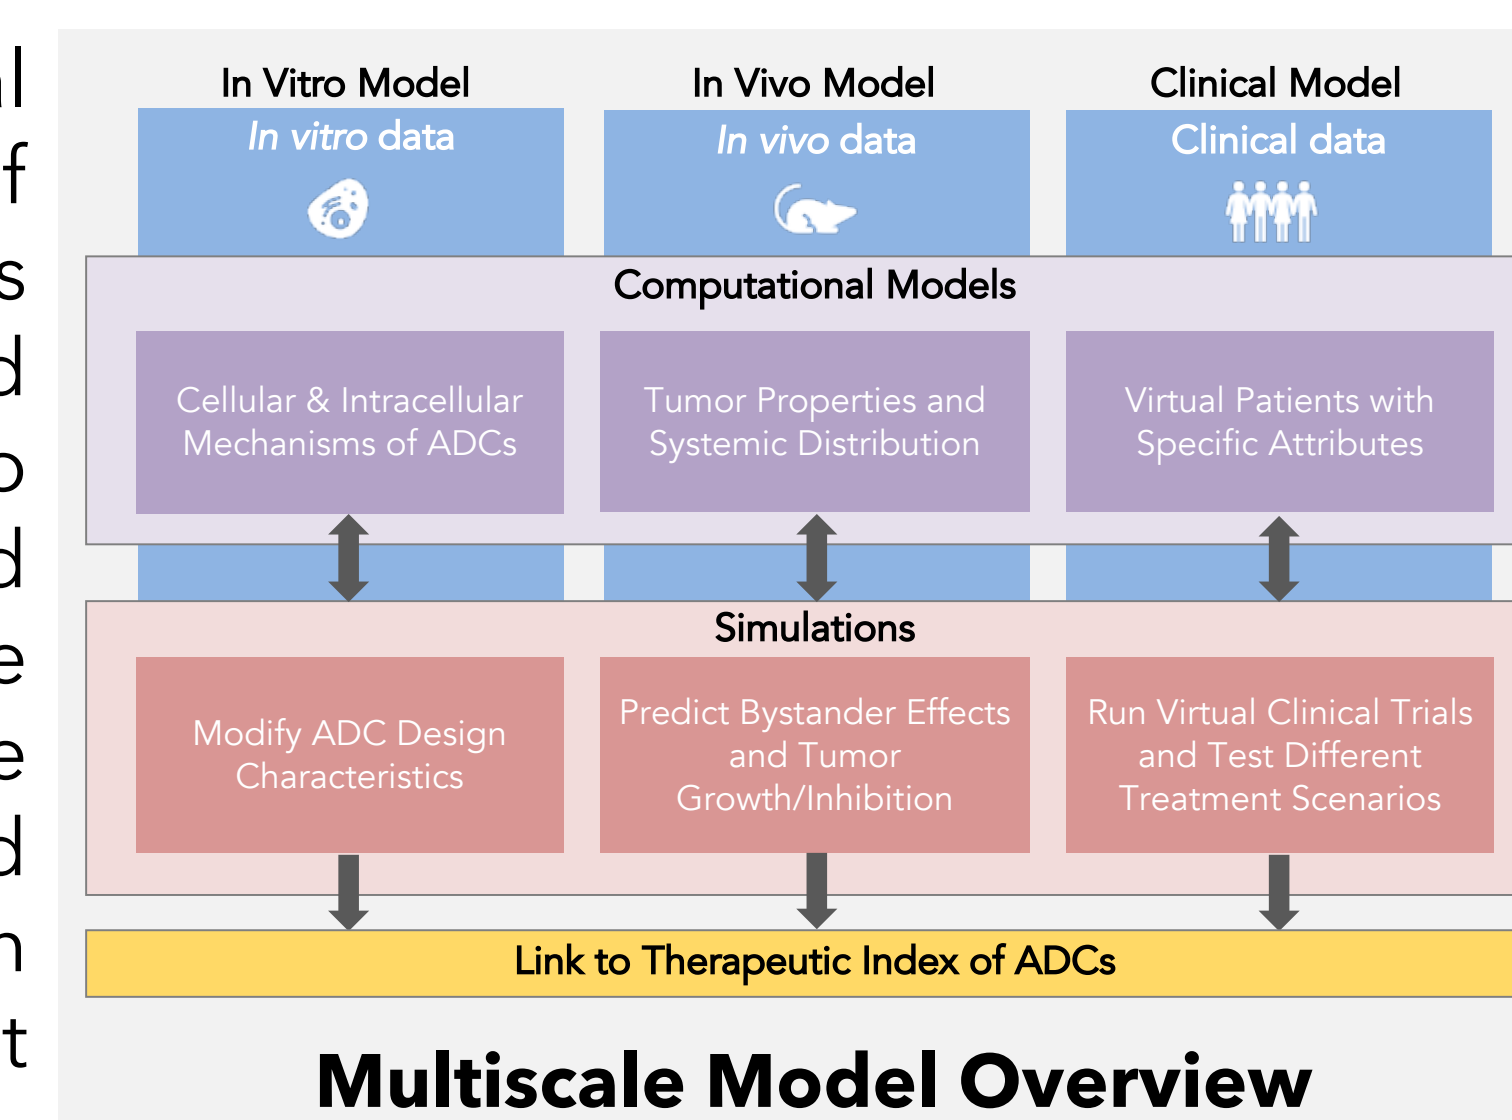 al
f
s
d
o
d
e
e
d
n
t
In Vitro Model
In Vivo Model
Clinical Model
In vitro data
In vivo data
Clinical data
Computational Models
Cellular & Intracellular
Mechanisms of ADCs
Tumor Properties and
Systemic Distribution
Virtual Patients with
Specific Attributes
Simulations
Modify ADC Design
Characteristics
Predict Bystander Effects
and Tumor
Growth/Inhibition
Run Virtual Clinical Trials
and Test Different
Treatment Scenarios
Link to Therapeutic Index of ADCs
Multiscale Model Overview